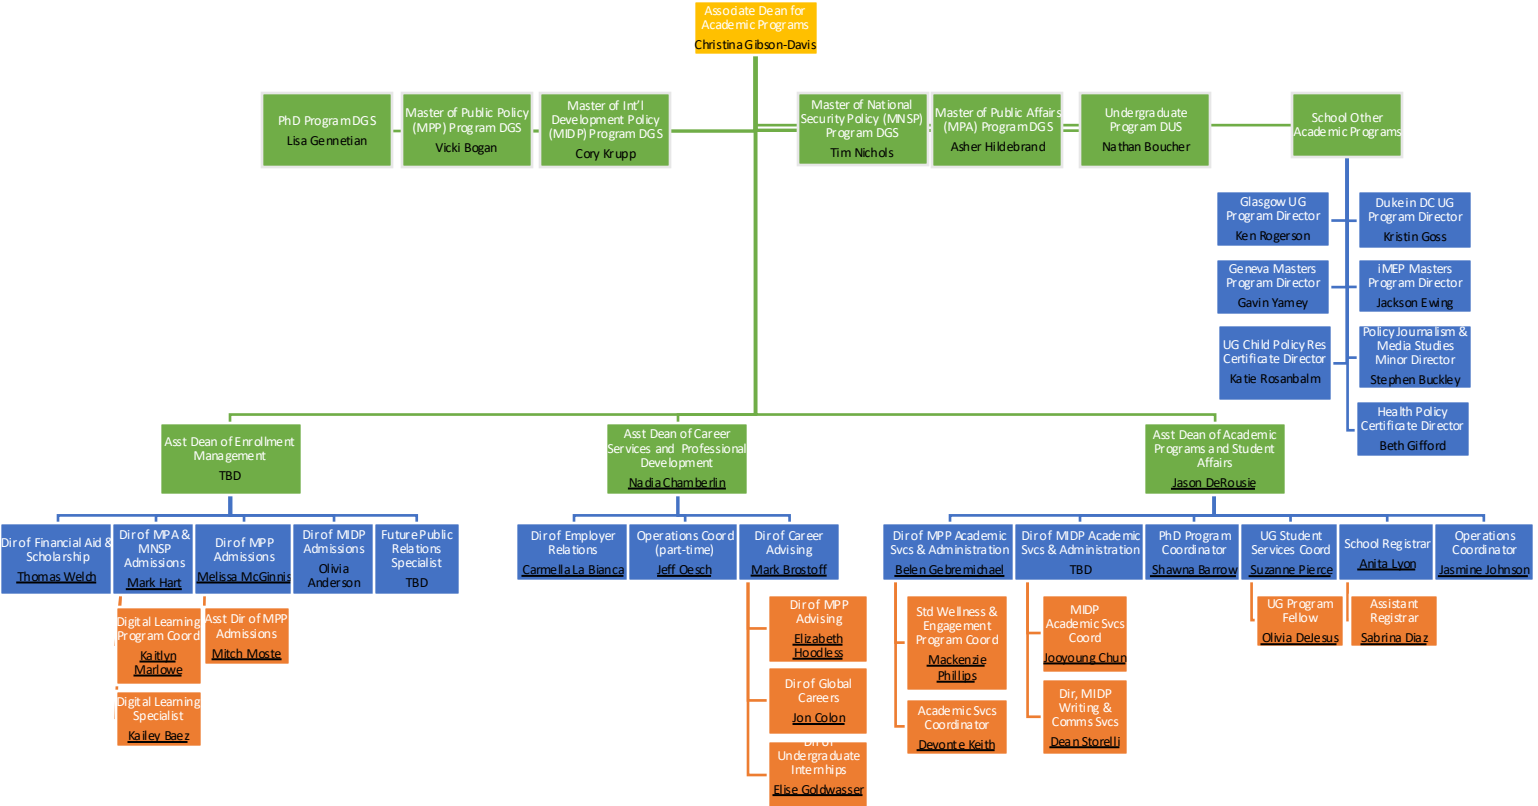 Associate Dean for
Academic Programs
Christina Gibson-Davis
PhD Program DGS
Lisa Gennetian
Master of Public Policy
(MPP) Program DGS
Vicki Bogan
Master of Int'l
Development Policy
(MIDP) Program DGS
Cory Krupp
Master of National
Security Policy (MNSP)
Program DGS
Tim Nichols
Master of Public Affairs
(MPA) Program DGS
Asher Hildebrand
Undergraduate
Program DUS
Nathan Boucher
School Other
Academic Programs
Glasgow UG
Program Director
Ken Rogerson
Duke in DC UG
Program Director
Kristin Goss
Geneva Masters
Program Director
Gavin Yamey
iMEP Masters
Program Director
Jackson Ewing
UG Child Policy Res
Certificate Director
Katie Rosanbalm
Policy Journalism &
Media Studies
Minor Director
Stephen Buckley
Health Policy
Certificate Director
Beth Gifford
Asst Dean of Enrollment
Management
TBD
Asst Dean of Career
Services and Professional
Development
Nadia Chamberlin
Asst Dean of Academic
Programs and Student
Affairs
Jason DeRousie
Dir of Financial Aid &
Scholarship
Thomas Welch
Dir of MPA &
MNSP
Admissions
Mark Hart
Dir of MPP
Admissions
Melissa McGinnis
Dir of MIDP
Admissions
Olivia
Anderson
Future Public
Relations
Specialist
TBD
Dir of Employer
Relations
Carmella La Bianca
Operations Coord
(part-time)
Jeff Oesch
Dir of Career
Advising
Mark Brostoff
Dir of MPP Academic
Svcs & Administration
Belen Gebremichael
Dir of MIDP Academic
Svcs & Administration
TBD
PhD Program
Coordinator
Shawna Barrow
UG Student
Services Coord
Suzanne Pierce
School Registrar
Anita Lyon
Operations
Coordinator
Jasmine Johnson
Digital Learning
Program Coord
Kaitlyn
Marlowe
Asst Dir of MPP
Admissions
Mitch Moste
Digital Learning
Specialist
Kailey Baez
Dir of MPP
Advising
Elizabeth
Hoodless
Dir of Global
Careers
Jon Colon
Dir of
Undergraduate
Internships
Elise Goldwasser
Std Wellness &
Engagement
Program Coord
Mackenzie
Phillips
Academic Svcs
Coordinator
Devonte Keith
MIDP
Academic Svcs
Coord
Jooyoung Chun
Dir, MIDP
Writing &
Comms Svcs
Dean Storelli
UG Program
Fellow
Olivia DeJesus
Assistant
Registrar
Sabrina Diaz